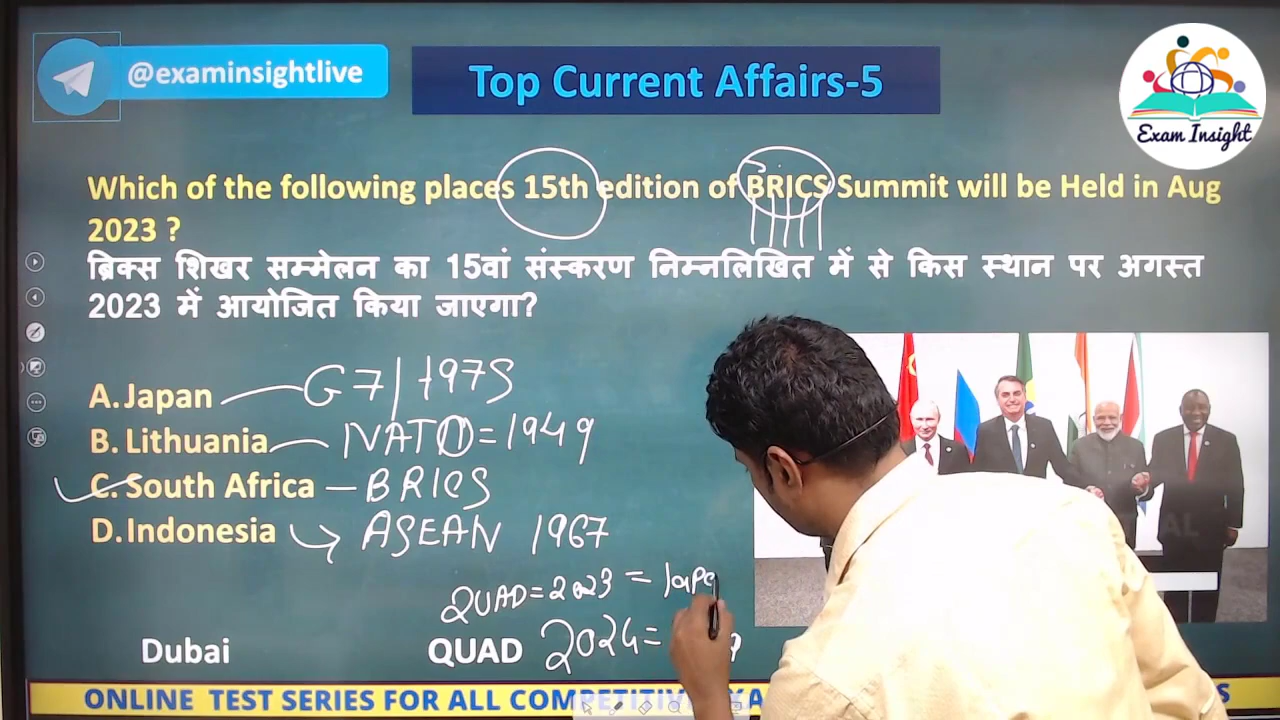 @examinsightlive
Top Current Affairs-5
Exam Insight
Which of the following places 15th edition of BRICS Summit will be Held in Aug
2023 ?
ब्रिक्स शिखर सम्मेलन का 15वां संस्करण निम्नलिखित में से किस स्थान पर अगस्त
2023 में आयोजित किया जाएगा?
A. Japan G7 | 1975
B. Lithuania NATO = 1949
C. South Africa - BRICS
D. Indonesia → ASEAN 1967
QUAD = 2023 =
Dubai QUAD 2024 =
ONLINE TEST SERIES FOR ALL